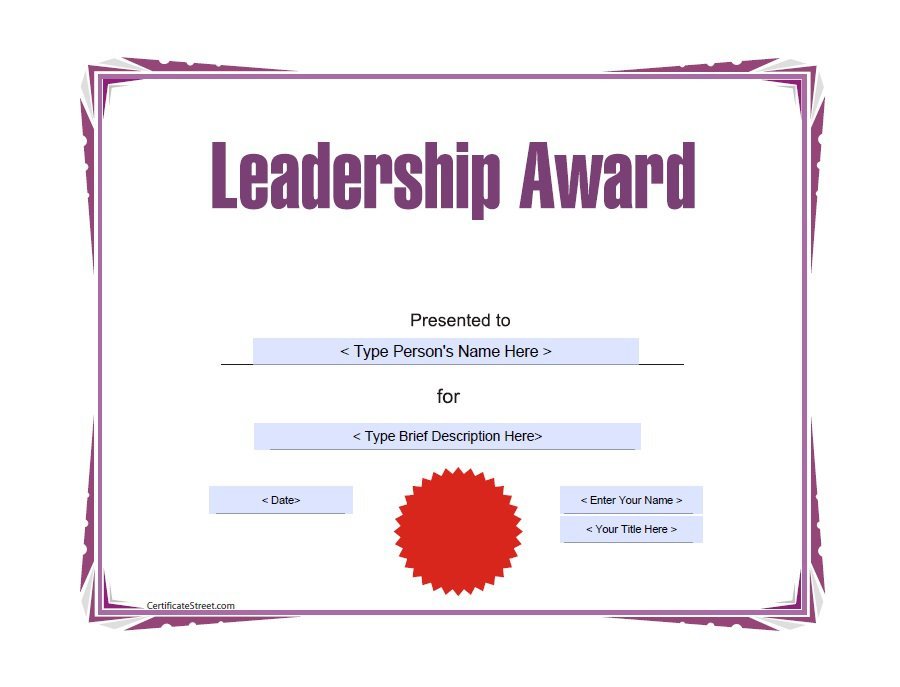 Leadership Award
Presented to
< Type Person's Name Here >
for
< Type Brief Description Here>
< Date>
< Enter Your Name >
< Your Title Here >
CertificateStreet.com